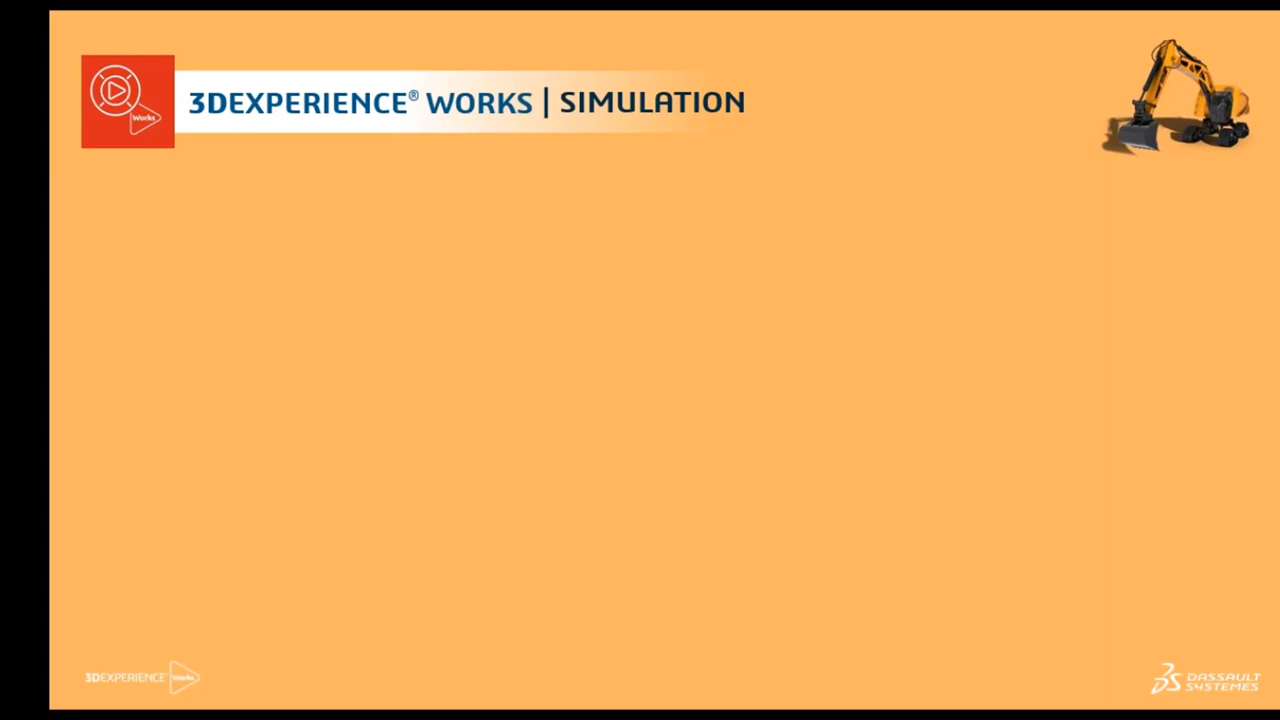 3DEXPERIENCE® WORKS | SIMULATION
Works
3DEXPERIENCE Works
DASSAULT
SYSTEMES